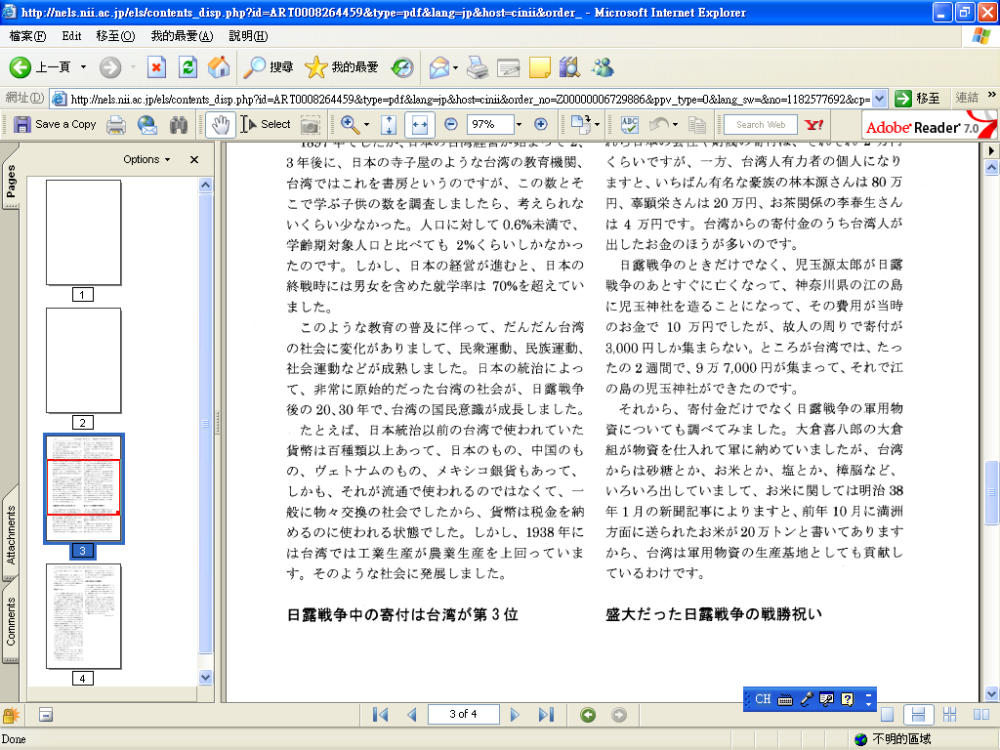 http://nels.nii.ac.jp/els/contents_disp.php?id=ART0008264459&type=pdf&lang=jp&host=cinii&order_ - Microsoft Internet Explorer
檔案(F) Edit 移至(O) 我的最愛(A) 說明(H)
上一頁 搜尋 我的最愛
網址(D) http://nels.nii.ac.jp/els/contents_disp.php?id=ART0008264459&type=pdf&lang=jp&host=cinii&order_no=Z00000006729886&ppv_type=0&lang_sw=&no=1182577692&cp= 移至 連結 »
Save a Copy Select 97% Search Web Y! Adobe Reader 7.0
Options
Pages
Attachments
Comments
1
2
3
4
1897年でしたが、日本の台湾経営が始まって2、
3年後に、日本の寺子屋のような台湾の教育機関、
台湾ではこれを書房というのですが、この数とそ
こで学ぶ子供の数を調査しましたら、考えられな
いくらい少なかった。人口に対して0.6%未満で、
学齢期対象人口と比べても 2%くらいしかなかっ
たのです。しかし、日本の経営が進むと、日本の
終戦時には男女を含めた就学率は 70%を超えてい
ました。
このような教育の普及に伴って、だんだん台湾
の社会に変化がありまして、民衆運動、民族運動、
社会運動などが成熟しました。日本の統治によっ
て、非常に原始的だった台湾の社会が、日露戦争
後の20、30年で、台湾の国民意識が成長しました。
たとえば、日本統治以前の台湾で使われていた
貨幣は百種類以上あって、日本のもの、中国のも
の、ヴェトナムのもの、メキシコ銀貨もあって、
しかも、それが流通で使われるのではなくて、一
般に物々交換の社会でしたから、貨幣は税金を納
めるのに使われる状態でした。しかし、1938年に
は台湾では工業生産が農業生産を上回っていま
す。そのような社会に発展しました。
日露戦争中の寄付は台湾が第3位
くらいですが、一方、台湾人有力者の個人になり
ますと、いちばん有名な豪族の林本源さんは80万
円、辜顕栄さんは20万円、お茶関係の李春生さん
は 4 万円です。台湾からの寄付金のうち台湾人が
出したお金のほうが多いのです。
日露戦争のときだけでなく、児玉源太郎が日露
戦争のあとすぐに亡くなって、神奈川県の江の島
に児玉神社を造ることになって、その費用が当時
のお金で 10 万円でしたが、故人の周りで寄付が
3,000円しか集まらない。ところが台湾では、たっ
たの2週間で、9万7,000円が集まって、それで江
の島の児玉神社ができたのです。
それから、寄付金だけでなく日露戦争の軍用物
資についても調べてみました。大倉喜八郎の大倉
組が物資を仕入れて軍に納めていましたが、台湾
からは砂糖とか、お米とか、塩とか、樟脳など、
いろいろ出していまして、お米に関しては明治38
年1月の新聞記事によりますと、前年10月に満洲
方面に送られたお米が20万トンと書いてあります
から、台湾は軍用物資の生産基地としても貢献し
ているわけです。
盛大だった日露戦争の戦勝祝い
CH
3 of 4
Done 不明的區域